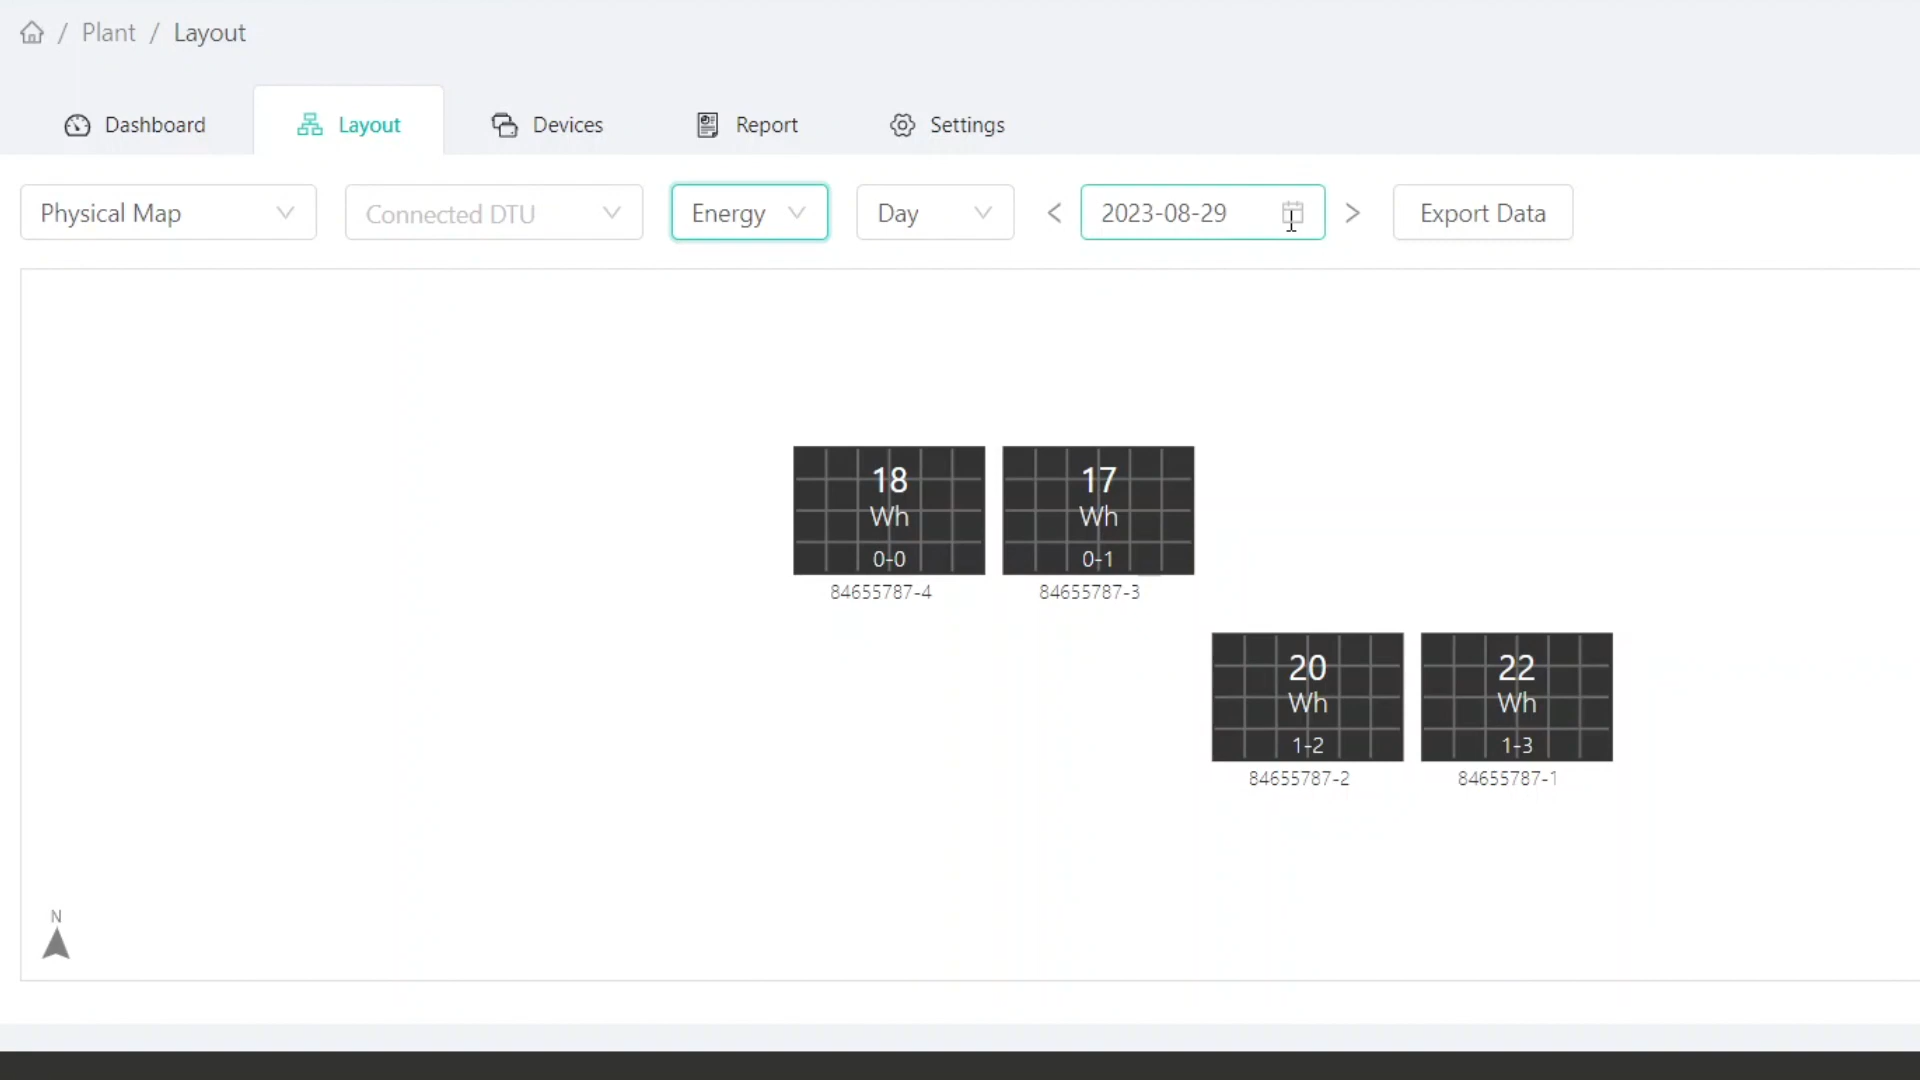 / Plant / Layout
Dashboard Layout Devices Report Settings
Physical Map Connected DTU Energy Day < 2023-08-29 > Export Data
18 17
Wh Wh
0-0 0-1
84655787-4 84655787-3
20 22
Wh Wh
1-2 1-3
84655787-2 84655787-1
N